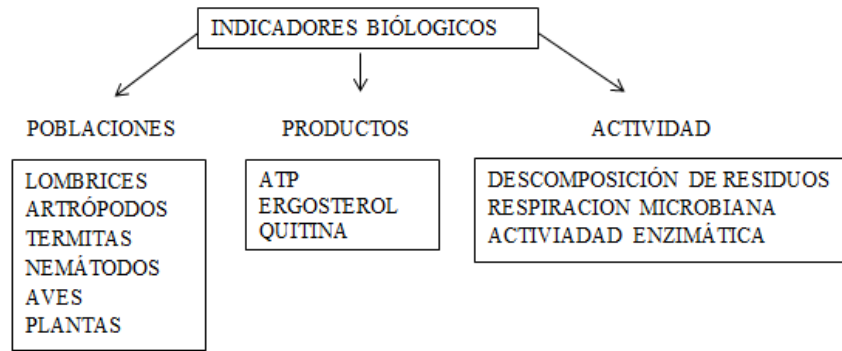 INDICADORES BIÓLOGICOS
POBLACIONES
LOMBRICES
ARTRÓPODOS
TERMITAS
NEMÁTODOS
AVES
PLANTAS
PRODUCTOS
ATP
ERGOSTEROL
QUITINA
ACTIVIDAD
DESCOMPOSICIÓN DE RESIDUOS
RESPIRACION MICROBIANA
ACTIVIADAD ENZIMÁTICA